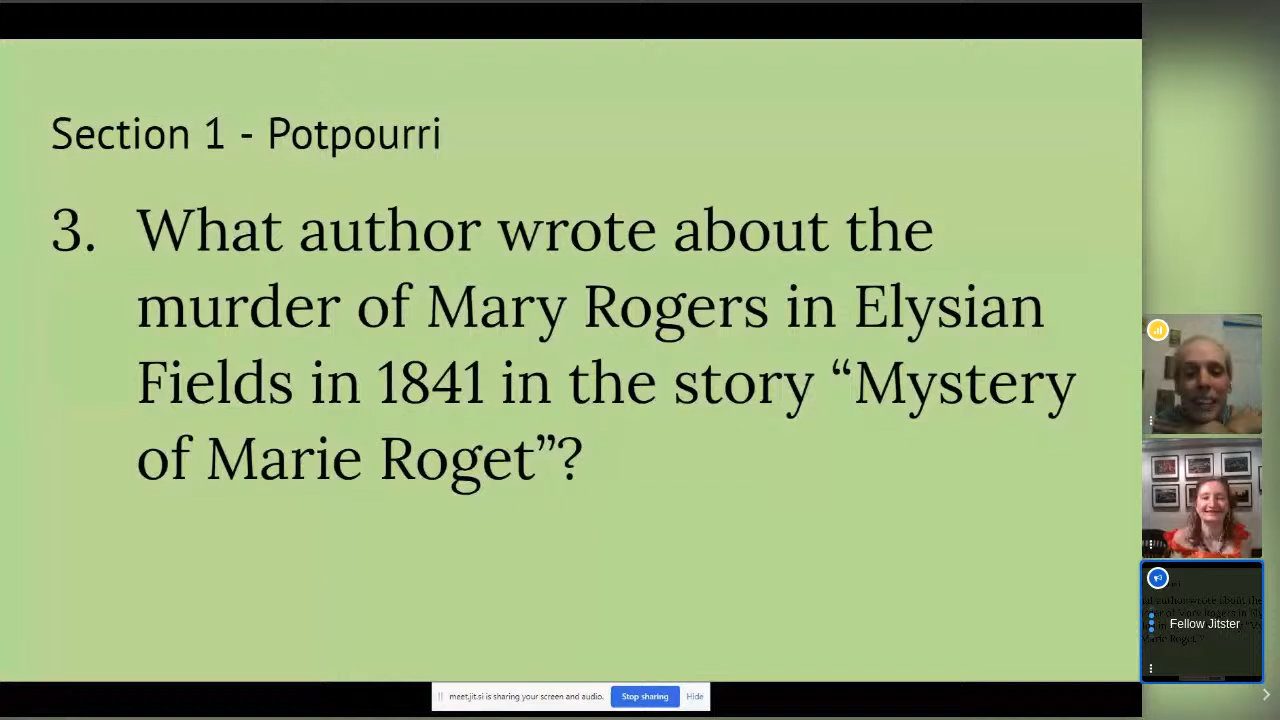 Section 1 - Potpourri
3. What author wrote about the
murder of Mary Rogers in Elysian
Fields in 1841 in the story “Mystery
of Marie Roget”?
Fellow Jitster
meet.jit.si is sharing your screen and audio. Stop sharing Hide